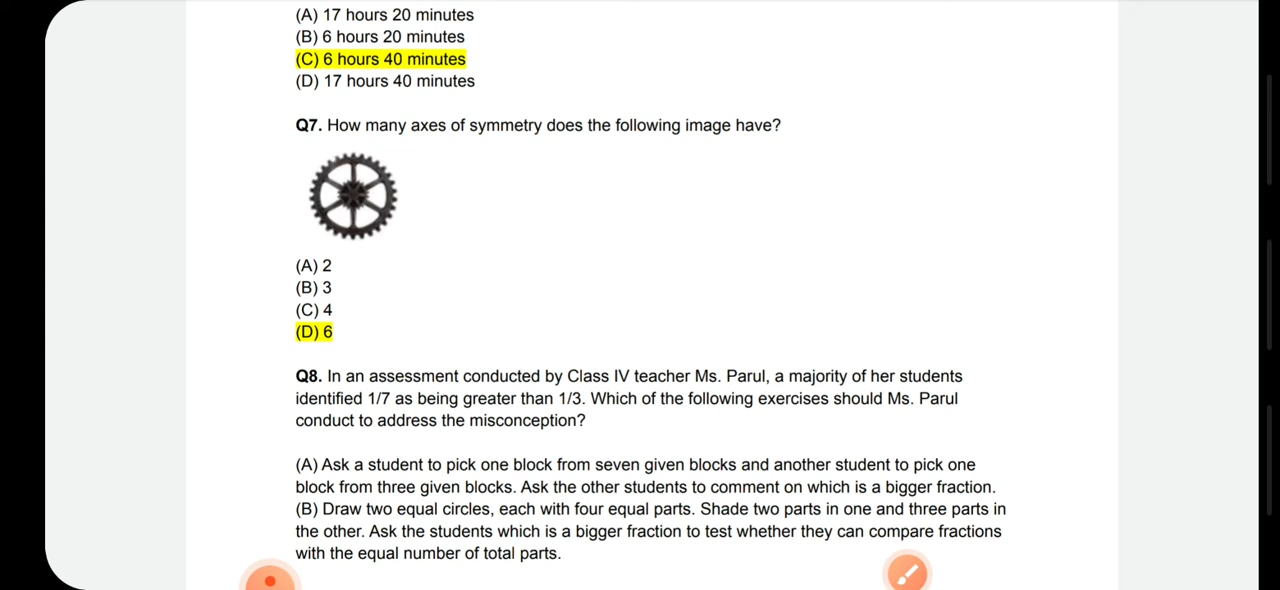 (A) 17 hours 20 minutes
(B) 6 hours 20 minutes
(C) 6 hours 40 minutes
(D) 17 hours 40 minutes
Q7. How many axes of symmetry does the following image have?
(A) 2
(B) 3
(C) 4
(D) 6
Q8. In an assessment conducted by Class IV teacher Ms. Parul, a majority of her students
identified 1/7 as being greater than 1/3. Which of the following exercises should Ms. Parul
conduct to address the misconception?
(A) Ask a student to pick one block from seven given blocks and another student to pick one
block from three given blocks. Ask the other students to comment on which is a bigger fraction.
(B) Draw two equal circles, each with four equal parts. Shade two parts in one and three parts in
the other. Ask the students which is a bigger fraction to test whether they can compare fractions
with the equal number of total parts.